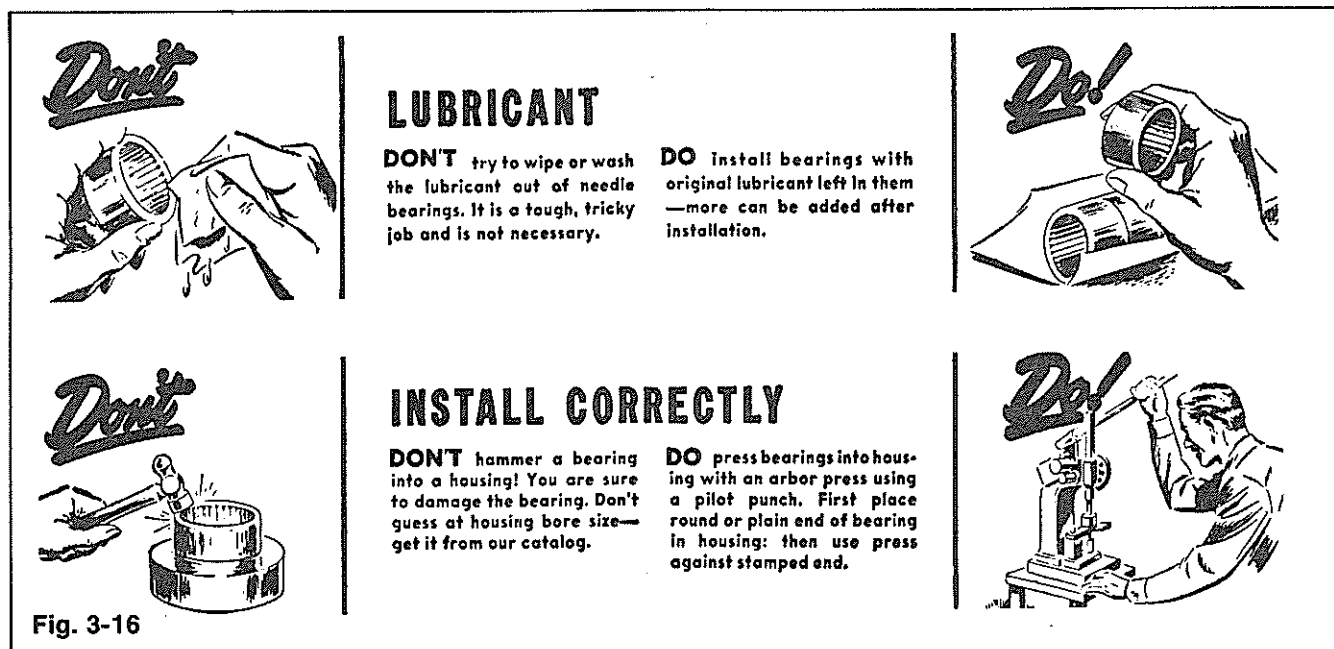 Don't
LUBRICANT
DON'T try to wipe or wash
the lubricant out of needle
bearings. It is a tough, tricky
job and is not necessary.
DO install bearings with
original lubricant left in them
—more can be added after
installation.
Do!
Don't
INSTALL CORRECTLY
DON'T hammer a bearing
into a housing! You are sure
to damage the bearing. Don't
guess at housing bore size—
get it from our catalog.
DO press bearings into hous-
ing with an arbor press using
a pilot punch. First place
round or plain end of bearing
in housing: then use press
against stamped end.
Do!
Fig. 3-16